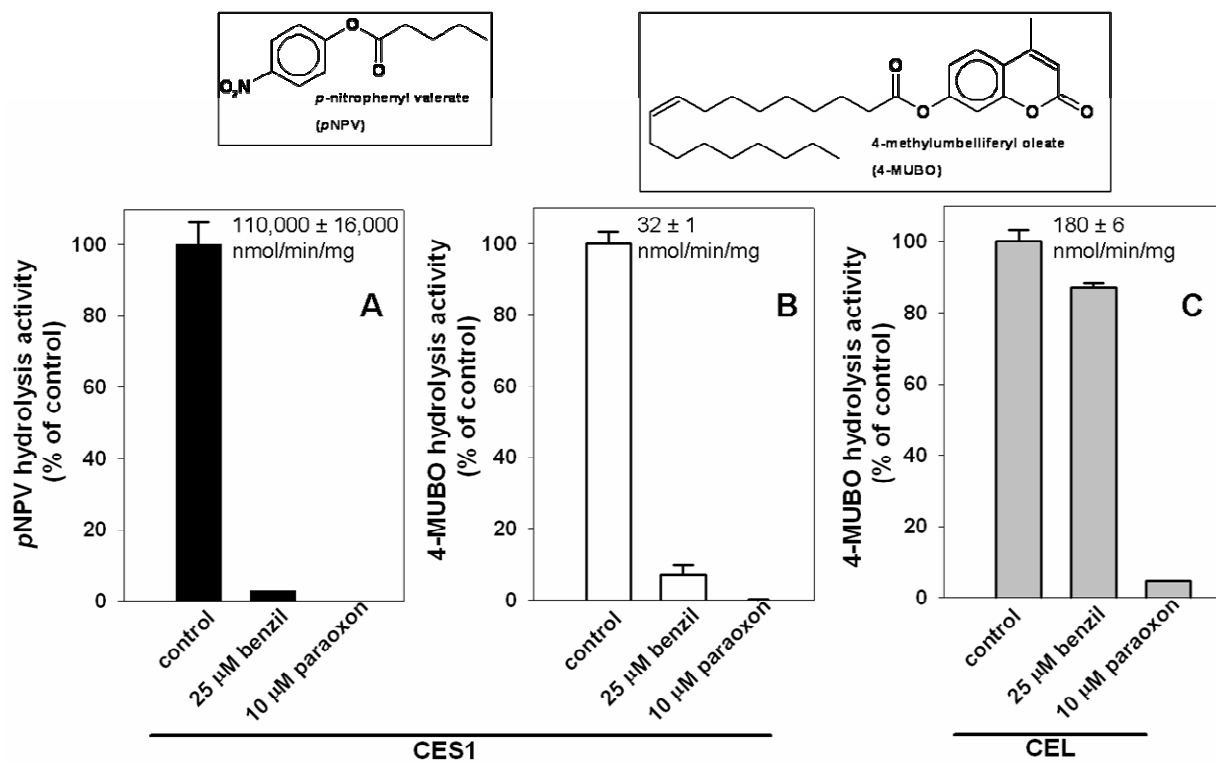 O
O₂N
O
p-nitrophenyl valerate
(pNPV)
O
O
O
O
4-methylumbelliferyl oleate
(4-MUBO)
pNPV hydrolysis activity
(% of control)
100
80
60
40
20
0
110,000 ± 16,000
nmol/min/mg
A
control
25 µM benzil
10 µM paraoxon
4-MUBO hydrolysis activity
(% of control)
100
80
60
40
20
0
32 ± 1
nmol/min/mg
B
control
25 µM benzil
10 µM paraoxon
CES1
4-MUBO hydrolysis activity
(% of control)
100
80
60
40
20
0
180 ± 6
nmol/min/mg
C
control
25 µM benzil
10 µM paraoxon
CEL